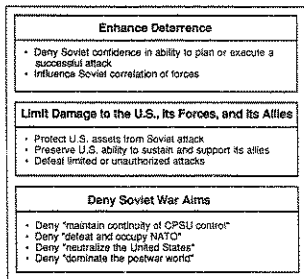 Enhance Deterrence
• Deny Soviet confidence in ability to plan or execute a
successful attack
• Influence Soviet correlation of forces
Limit Damage to the U.S., Its Forces, and Its Allies
• Protect U.S. assets from Soviet attack
• Preserve U.S. ability to sustain and support its allies
• Defeat limited or unauthorized attacks
Deny Soviet War Aims
• Deny "maintain continuity of CPSU control"
• Deny "defeat and occupy NATO"
• Deny "neutralize the United States"
• Deny "dominate the postwar world"